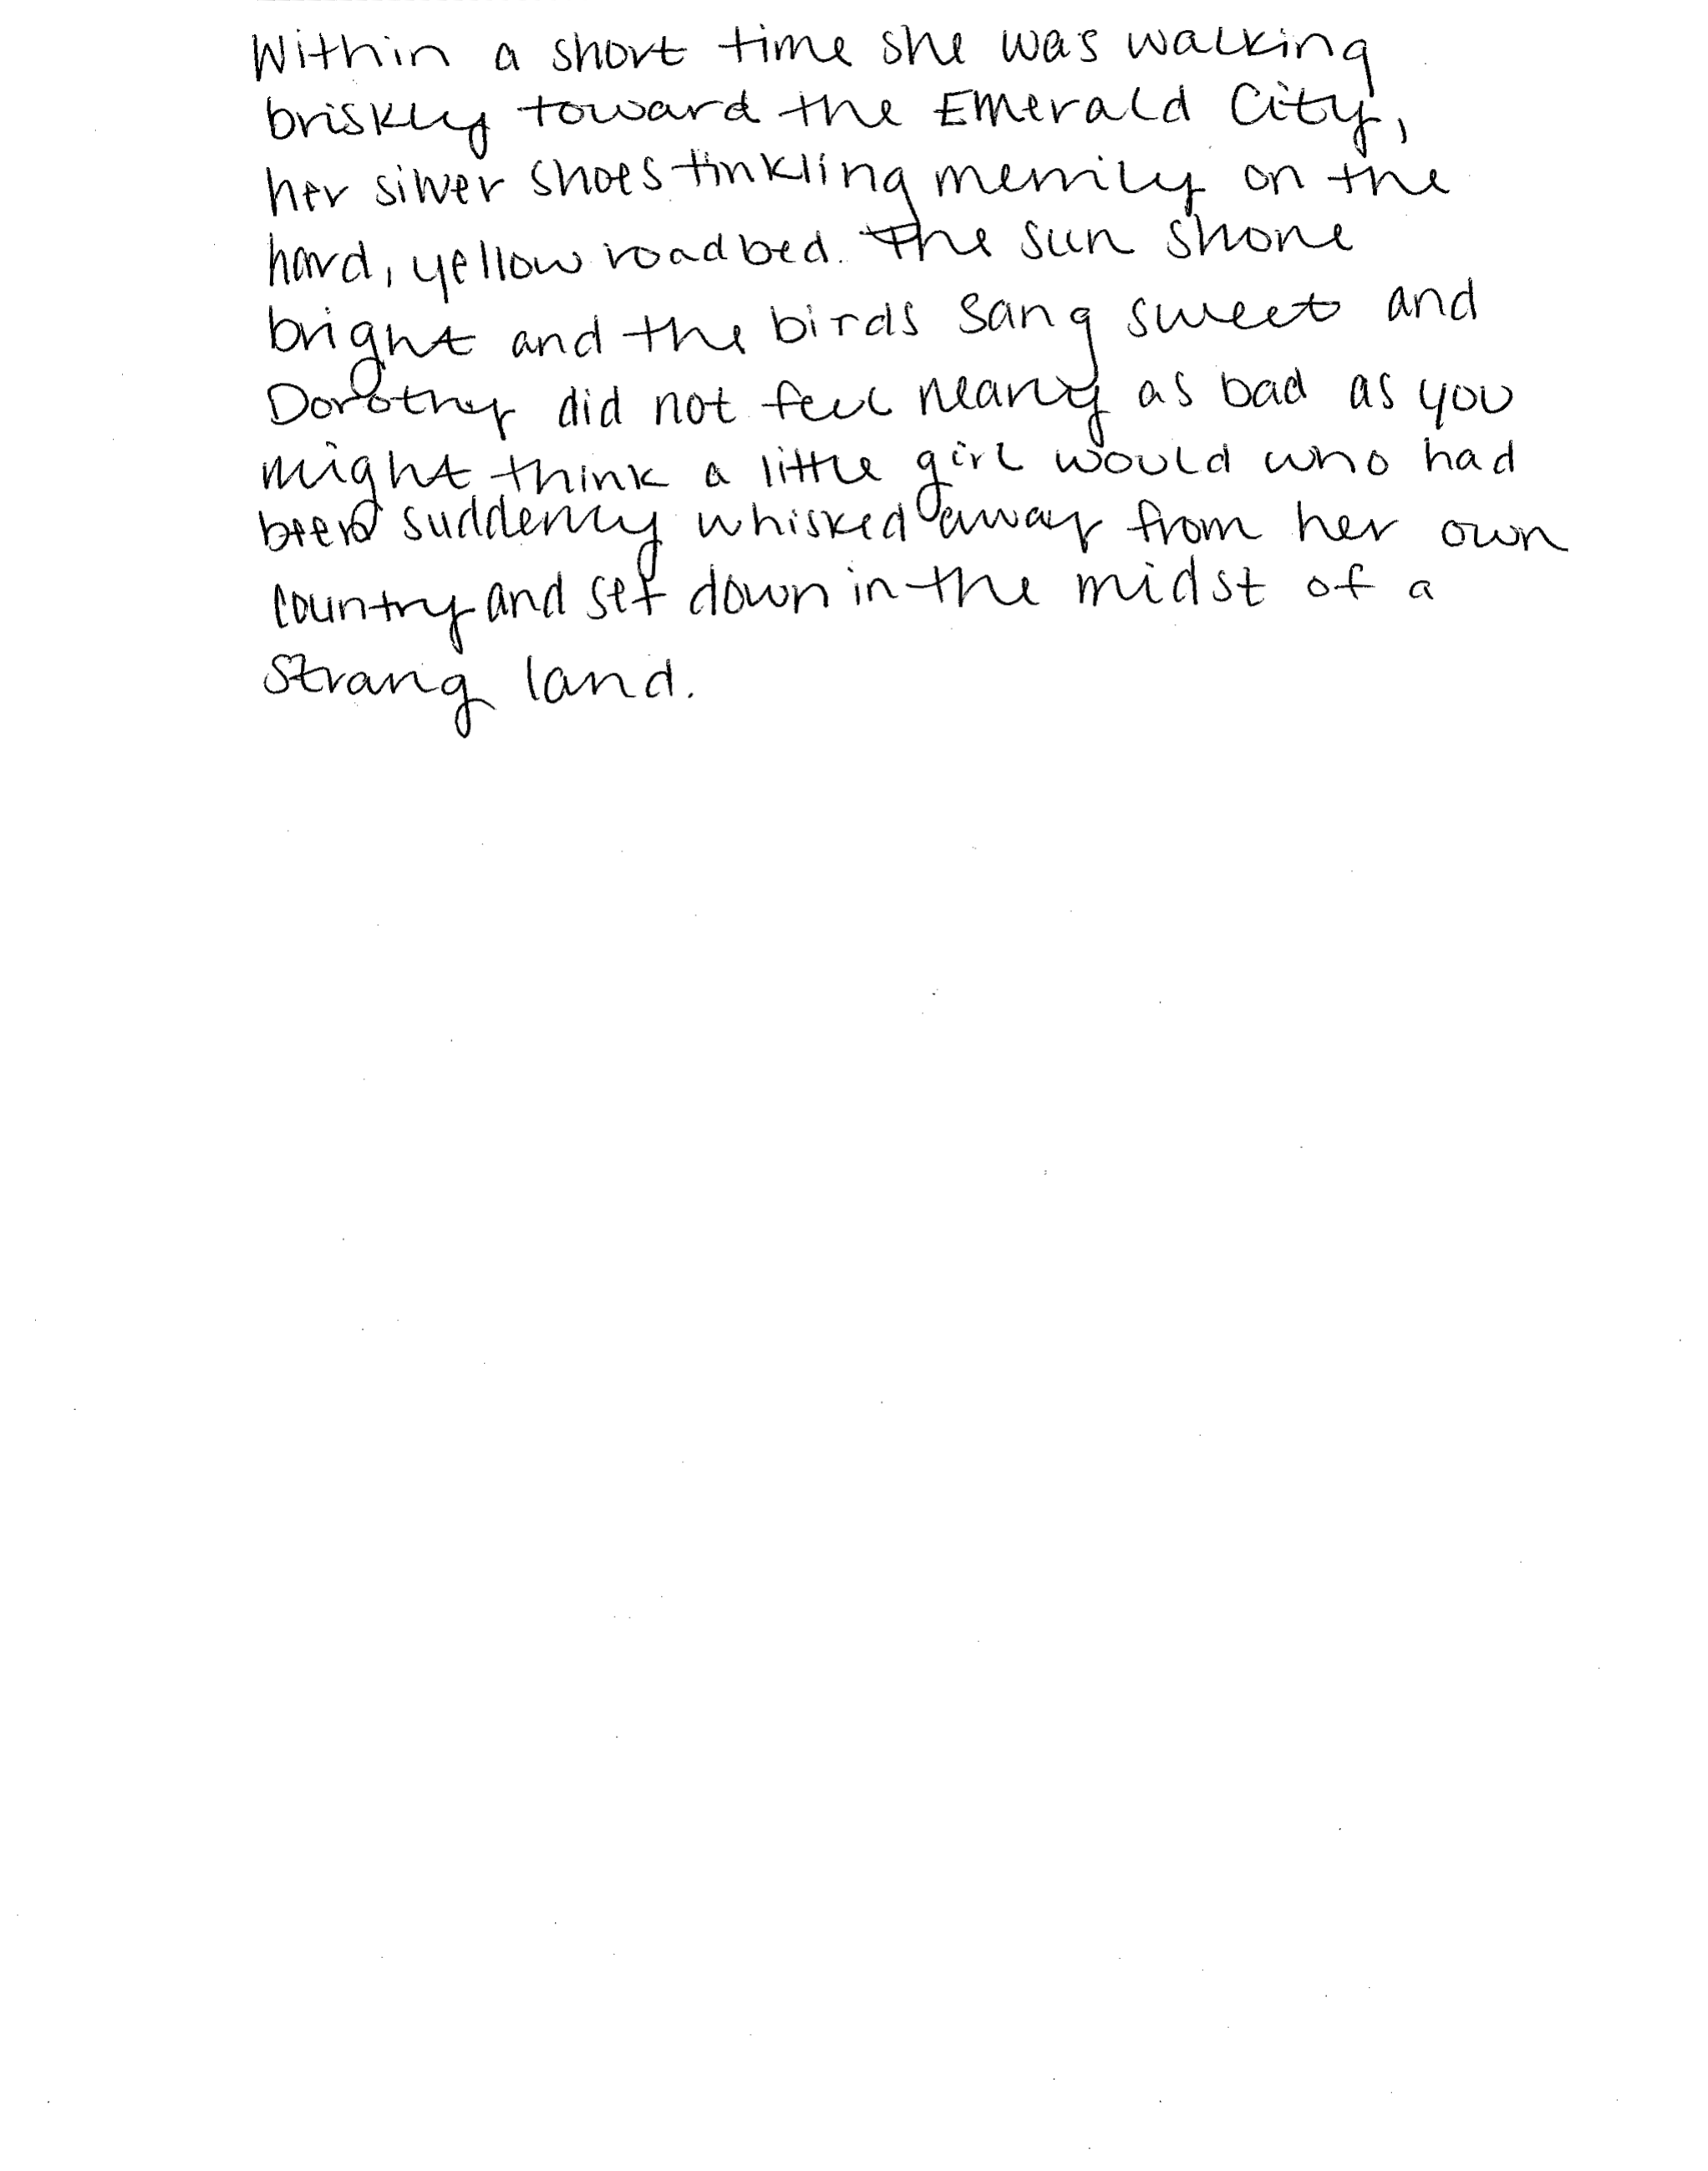 Within a short time she was walking
briskly toward the Emerald City,
her silver shoes tinkling merrily on the
hard, yellow roadbed. The sun shone
bright and the birds sang sweet and
Dorothy did not feel nearly as bad as you
might think a little girl would who had
been suddenly whisked away from her own
country and set down in the midst of a
strang land.